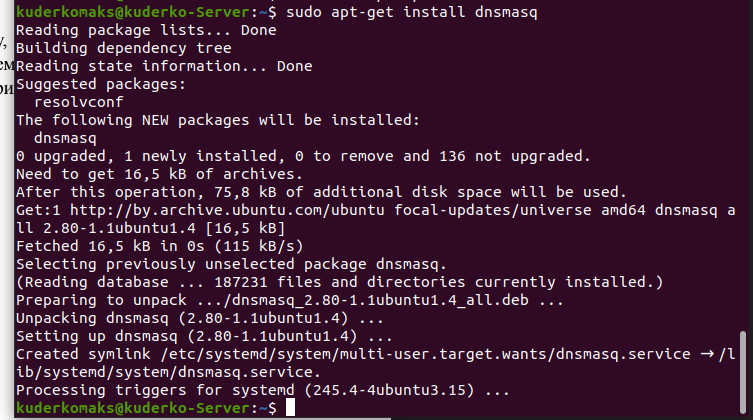 kuderkomaks@kuderko-Server:~$ sudo apt-get install dnsmasq
Reading package lists... Done
Building dependency tree
Reading state information... Done
Suggested packages:
  resolvconf
The following NEW packages will be installed:
  dnsmasq
0 upgraded, 1 newly installed, 0 to remove and 136 not upgraded.
Need to get 16,5 kB of archives.
After this operation, 75,8 kB of additional disk space will be used.
Get:1 http://by.archive.ubuntu.com/ubuntu focal-updates/universe amd64 dnsmasq a
ll 2.80-1.1ubuntu1.4 [16,5 kB]
Fetched 16,5 kB in 0s (115 kB/s)
Selecting previously unselected package dnsmasq.
(Reading database ... 187231 files and directories currently installed.)
Preparing to unpack .../dnsmasq_2.80-1.1ubuntu1.4_all.deb ...
Unpacking dnsmasq (2.80-1.1ubuntu1.4) ...
Setting up dnsmasq (2.80-1.1ubuntu1.4) ...
Created symlink /etc/systemd/system/multi-user.target.wants/dnsmasq.service → /l
ib/systemd/system/dnsmasq.service.
Processing triggers for systemd (245.4-4ubuntu3.15) ...
kuderkomaks@kuderko-Server:~$